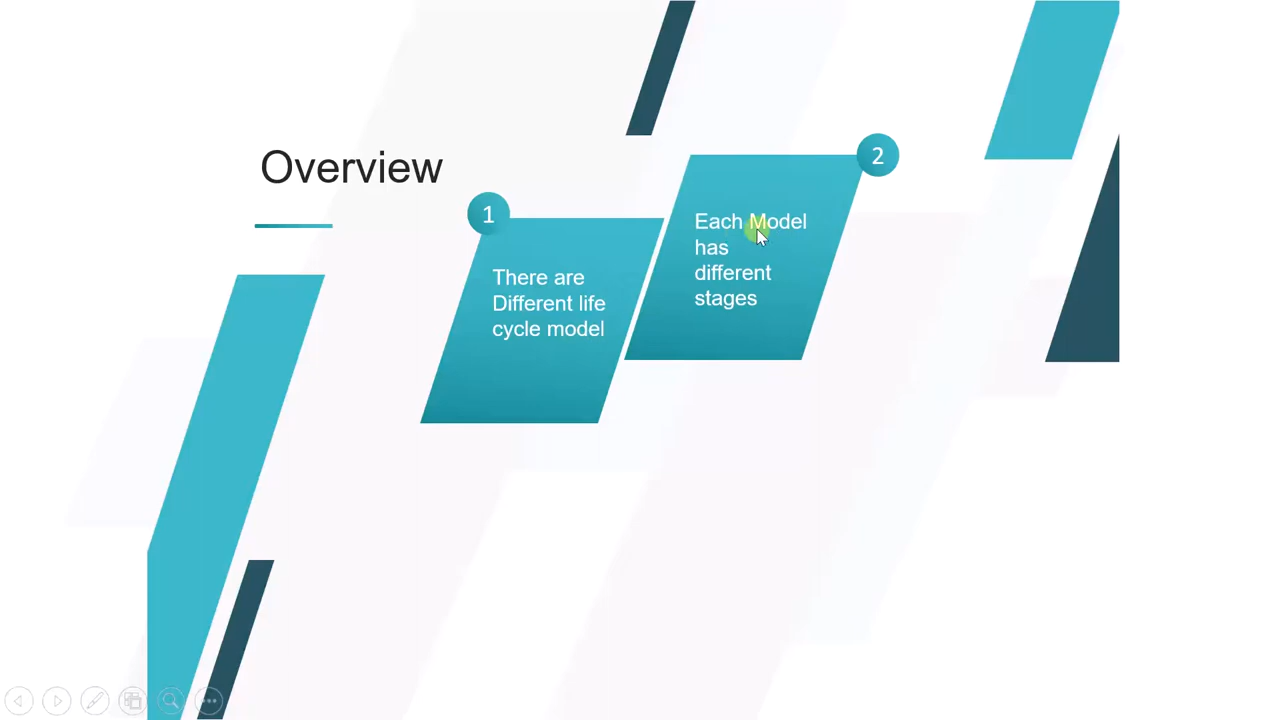 Overview
1
There are
Different life
cycle model
2
Each Model
has
different
stages